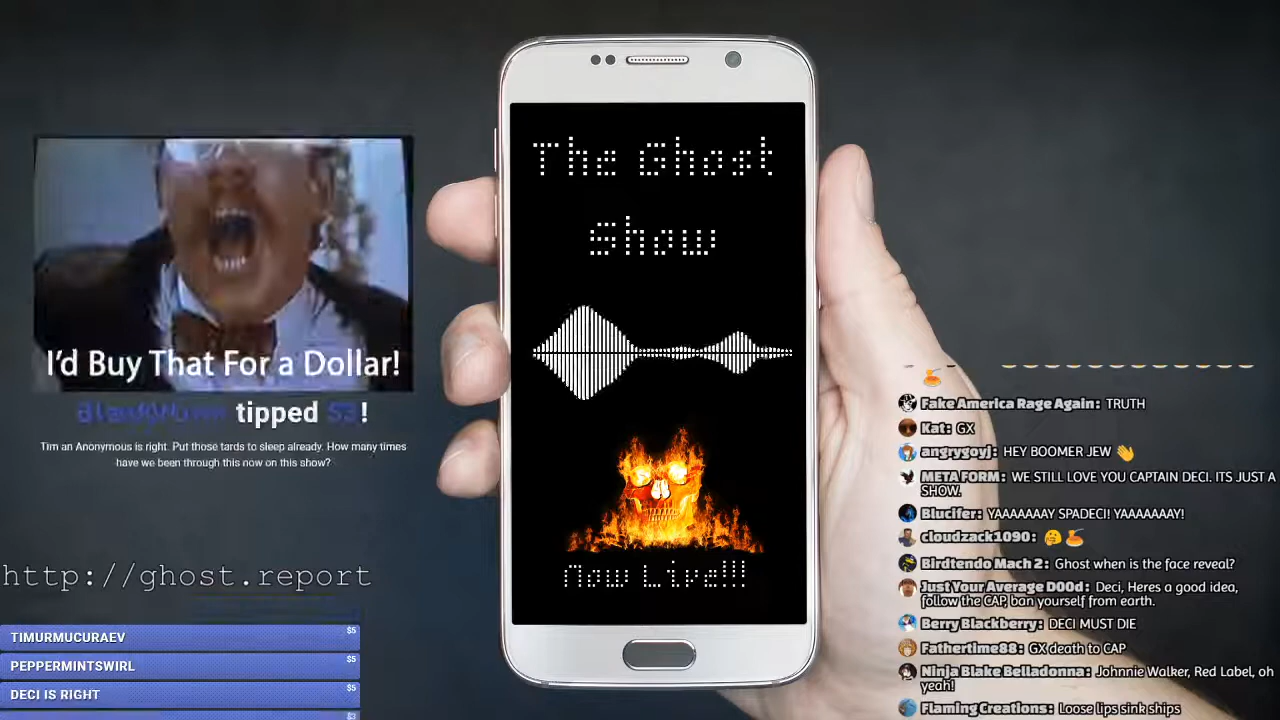 The Ghost
Show
Now Live!!!
I'd Buy That For a Dollar!
tipped $3!
Tim an Anonymous is right. Put those tards to sleep already. How many times
have we been through this now on this show?
http://ghost.report
TIMURMUCURAEV $5
PEPPERMINTSWIRL $5
DECI IS RIGHT $5
$3
Fake America Rage Again: TRUTH
Kat: GX
angrygoyj: HEY BOOMER JEW 👋
META FORM: WE STILL LOVE YOU CAPTAIN DECI. ITS JUST A
SHOW.
Blucifer: YAAAAAAAY SPADECI! YAAAAAAY!
cloudzack1090:
Birdtendo Mach 2: Ghost when is the face reveal?
Just Your Average D00d: Deci, Heres a good idea,
follow the CAP, ban yourself from earth.
Berry Blackberry: DECI MUST DIE
Fathertime88: GX death to CAP
Ninja Blake Belladonna: Johnnie Walker, Red Label, oh
yeah!
Flaming Creations: Loose lips sink ships